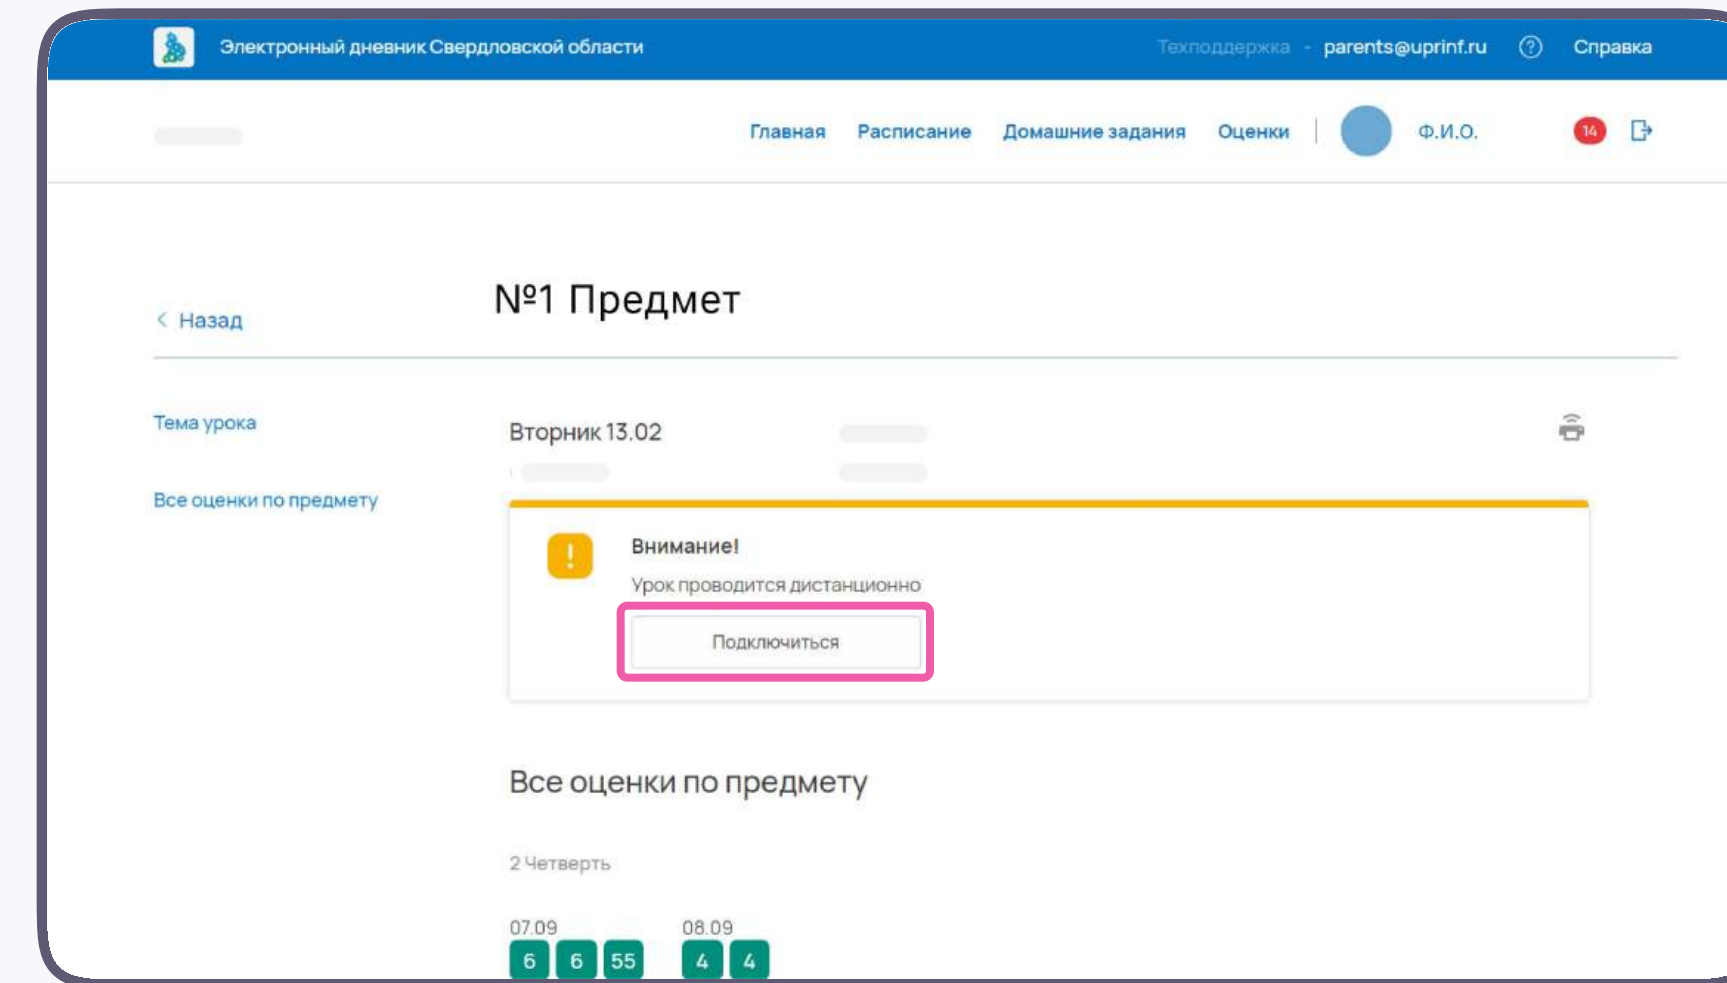 Электронный дневник Свердловской области
Техподдержка - parents@uprinf.ru ? Справка
Главная Расписание Домашние задания Оценки | Ф.И.О. 14
< Назад
№1 Предмет
Тема урока
Вторник 13.02
Все оценки по предмету
! Внимание!
Урок проводится дистанционно
Подключиться
Все оценки по предмету
2 Четверть
07.09 08.09
6 6 55 4 4